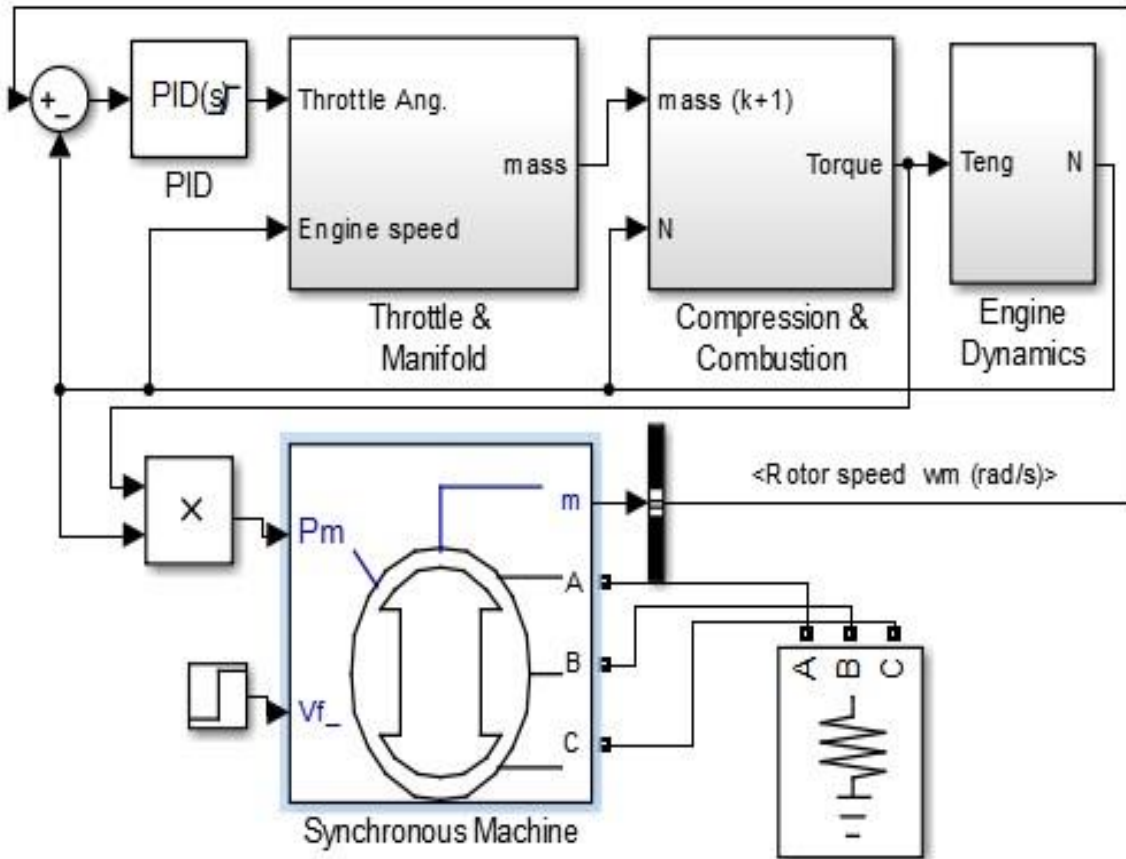 +
-
PID(s)
PID
Throttle Ang.
mass
Engine speed
Throttle &
Manifold
mass (k+1)
Torque
N
Compression &
Combustion
Teng
N
Engine
Dynamics
×
Pm
m
<Rotor speed wm (rad/s)>
A
B
Vf_
C
Synchronous Machine
A
B
C